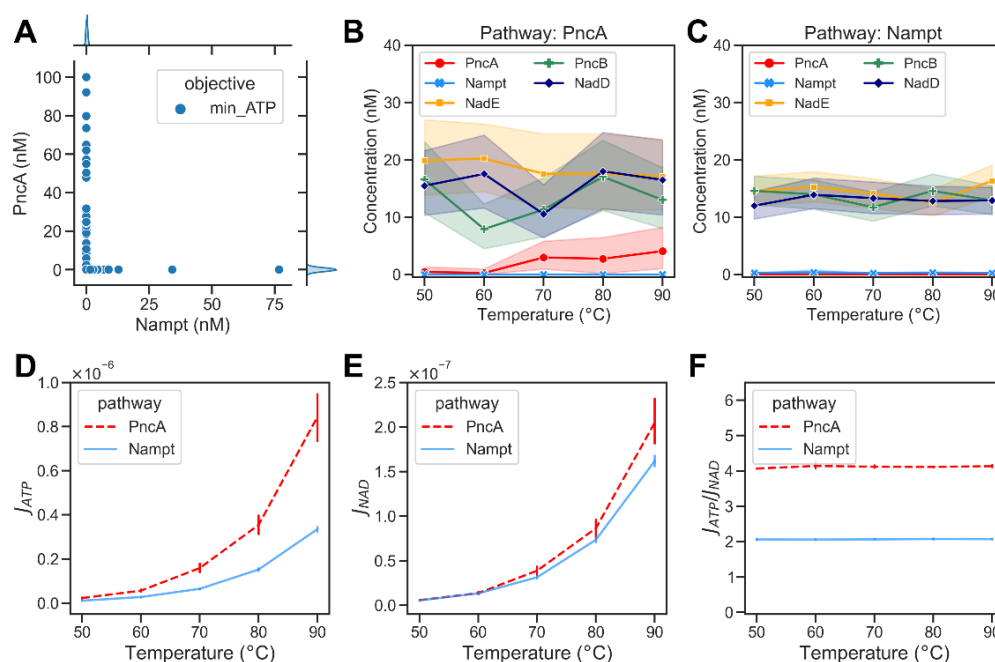 A
objective
min_ATP
PncA (nM)
100
80
60
40
20
0
0
25
50
75
Nampt (nM)
B
Pathway: PncA
PncA
Nampt
NadE
PncB
NadD
Concentration (nM)
40
30
20
10
0
50
60
70
80
90
Temperature (°C)
C
Pathway: Nampt
PncA
Nampt
NadE
PncB
NadD
Concentration (nM)
40
30
20
10
0
50
60
70
80
90
Temperature (°C)
D
×10⁻⁶
pathway
PncA
Nampt
J_ATP
1.0
0.8
0.6
0.4
0.2
0.0
50
60
70
80
90
Temperature (°C)
E
×10⁻⁷
pathway
PncA
Nampt
J_NAD
2.5
2.0
1.5
1.0
0.5
0.0
50
60
70
80
90
Temperature (°C)
F
pathway
PncA
Nampt
J_ATP/J_NAD
6
5
4
3
2
1
0
50
60
70
80
90
Temperature (°C)